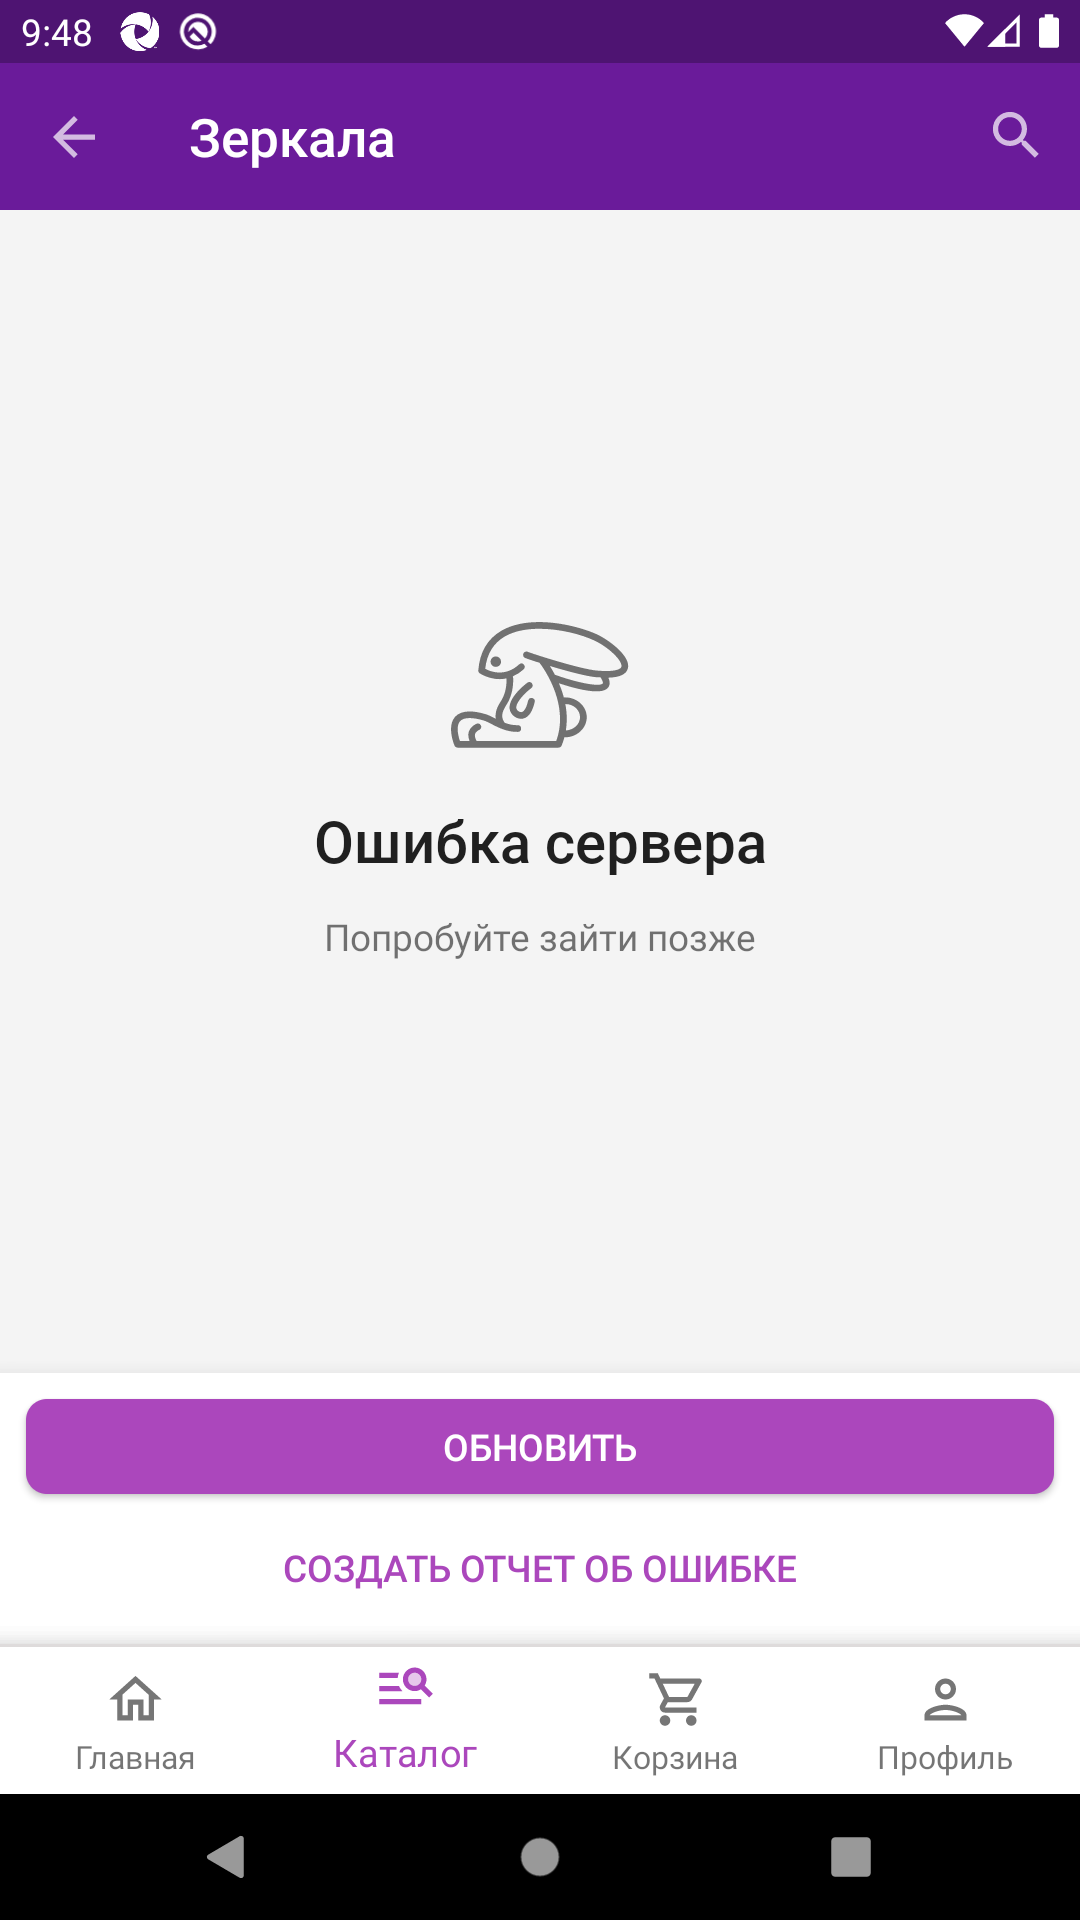 9:48
Зеркала
Ошибка сервера
Попробуйте зайти позже
ОБНОВИТЬ
СОЗДАТЬ ОТЧЕТ ОБ ОШИБКЕ
Главная
Каталог
Корзина
Профиль